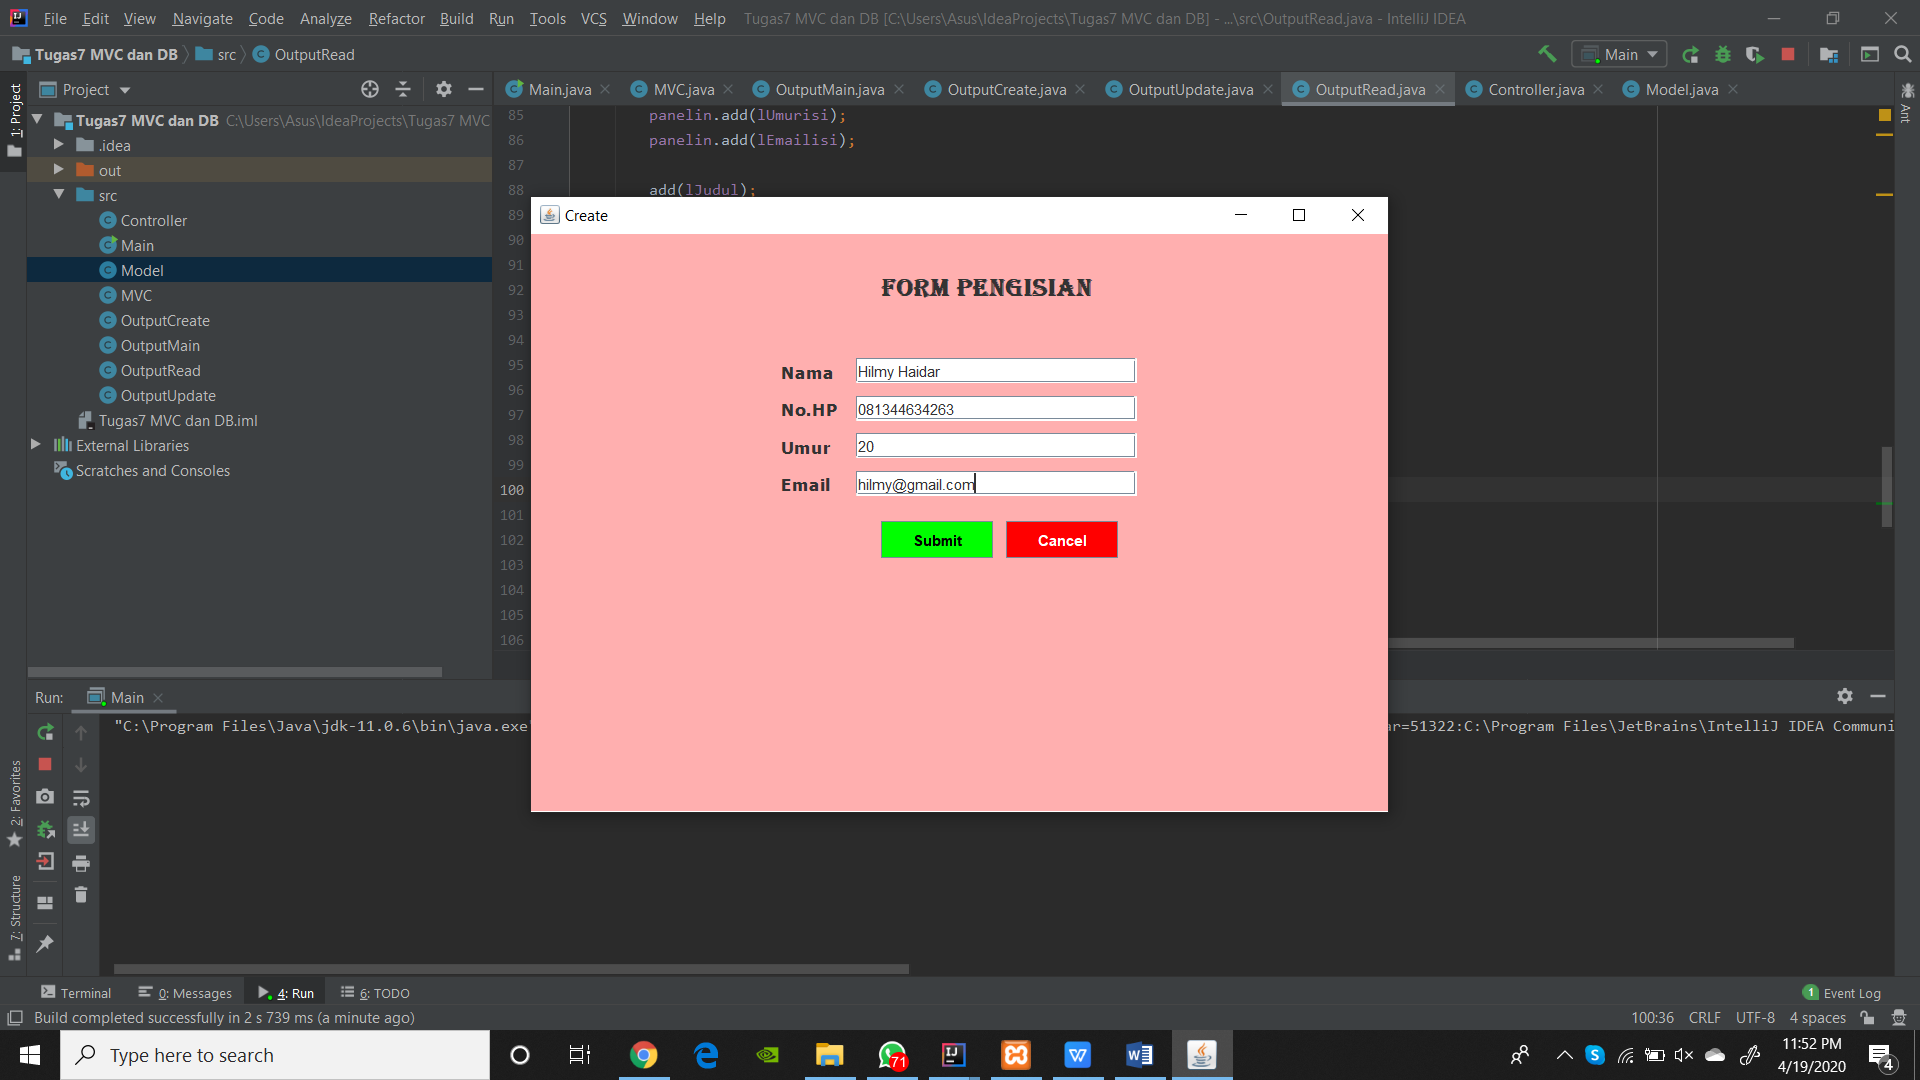 File Edit View Navigate Code Analyze Refactor Build Run Tools VCS Window Help Tugas7 MVC dan DB [C:\Users\Asus\IdeaProjects\Tugas7 MVC dan DB] - ...\src\OutputRead.java - IntelliJ IDEA
Tugas7 MVC dan DB src OutputRead Main
Project Main.java MVC.java OutputMain.java OutputCreate.java OutputUpdate.java OutputRead.java Controller.java Model.java
1: Project
Ant
Tugas7 MVC dan DB C:\Users\Asus\IdeaProjects\Tugas7 MVC
.idea
out
src
Controller
Main
Model
MVC
OutputCreate
OutputMain
OutputRead
OutputUpdate
Tugas7 MVC dan DB.iml
External Libraries
Scratches and Consoles
85 panelin.add(lUmurisi);
86 panelin.add(lEmailisi);
87
88 add(lJudul);
89
90
91
92
93
94
95
96
97
98
99
100
101
102
103
104
105
106
Create
FORM PENGISIAN
Nama Hilmy Haidar
No.HP 081344634263
Umur 20
Email hilmy@gmail.com
Submit Cancel
Run: Main
"C:\Program Files\Java\jdk-11.0.6\bin\java.exe ar=51322:C:\Program Files\JetBrains\IntelliJ IDEA Communi
2: Favorites
7: Structure
Terminal 0: Messages 4: Run 6: TODO 1 Event Log
Build completed successfully in 2 s 739 ms (a minute ago) 100:36 CRLF UTF-8 4 spaces
Type here to search 71 11:52 PM
4/19/2020 4